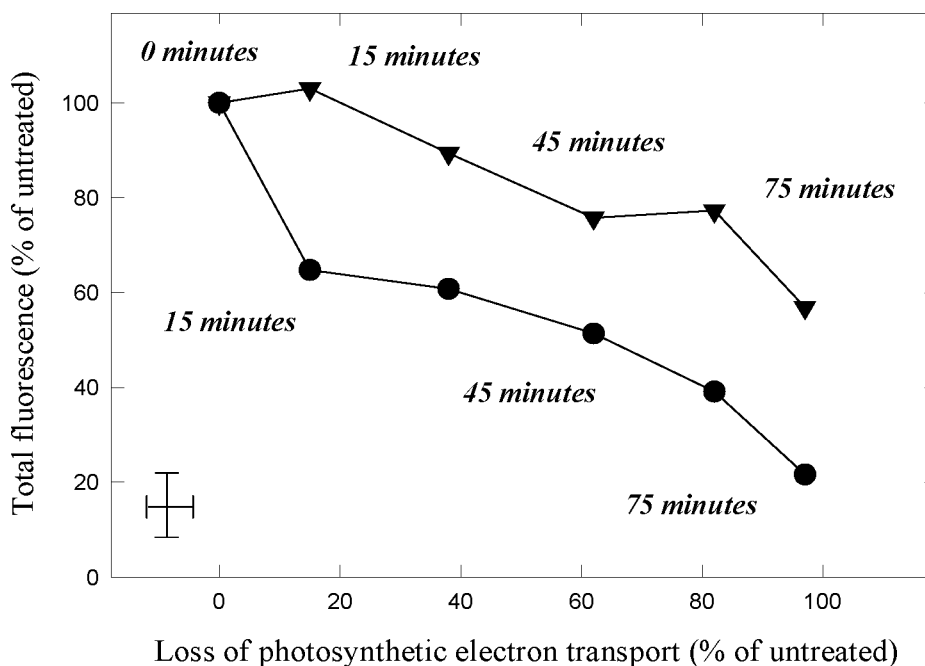 0 minutes
15 minutes
45 minutes
75 minutes
15 minutes
45 minutes
75 minutes
Total fluorescence (% of untreated)
100
80
60
40
20
0
0 20 40 60 80 100
Loss of photosynthetic electron transport (% of untreated)